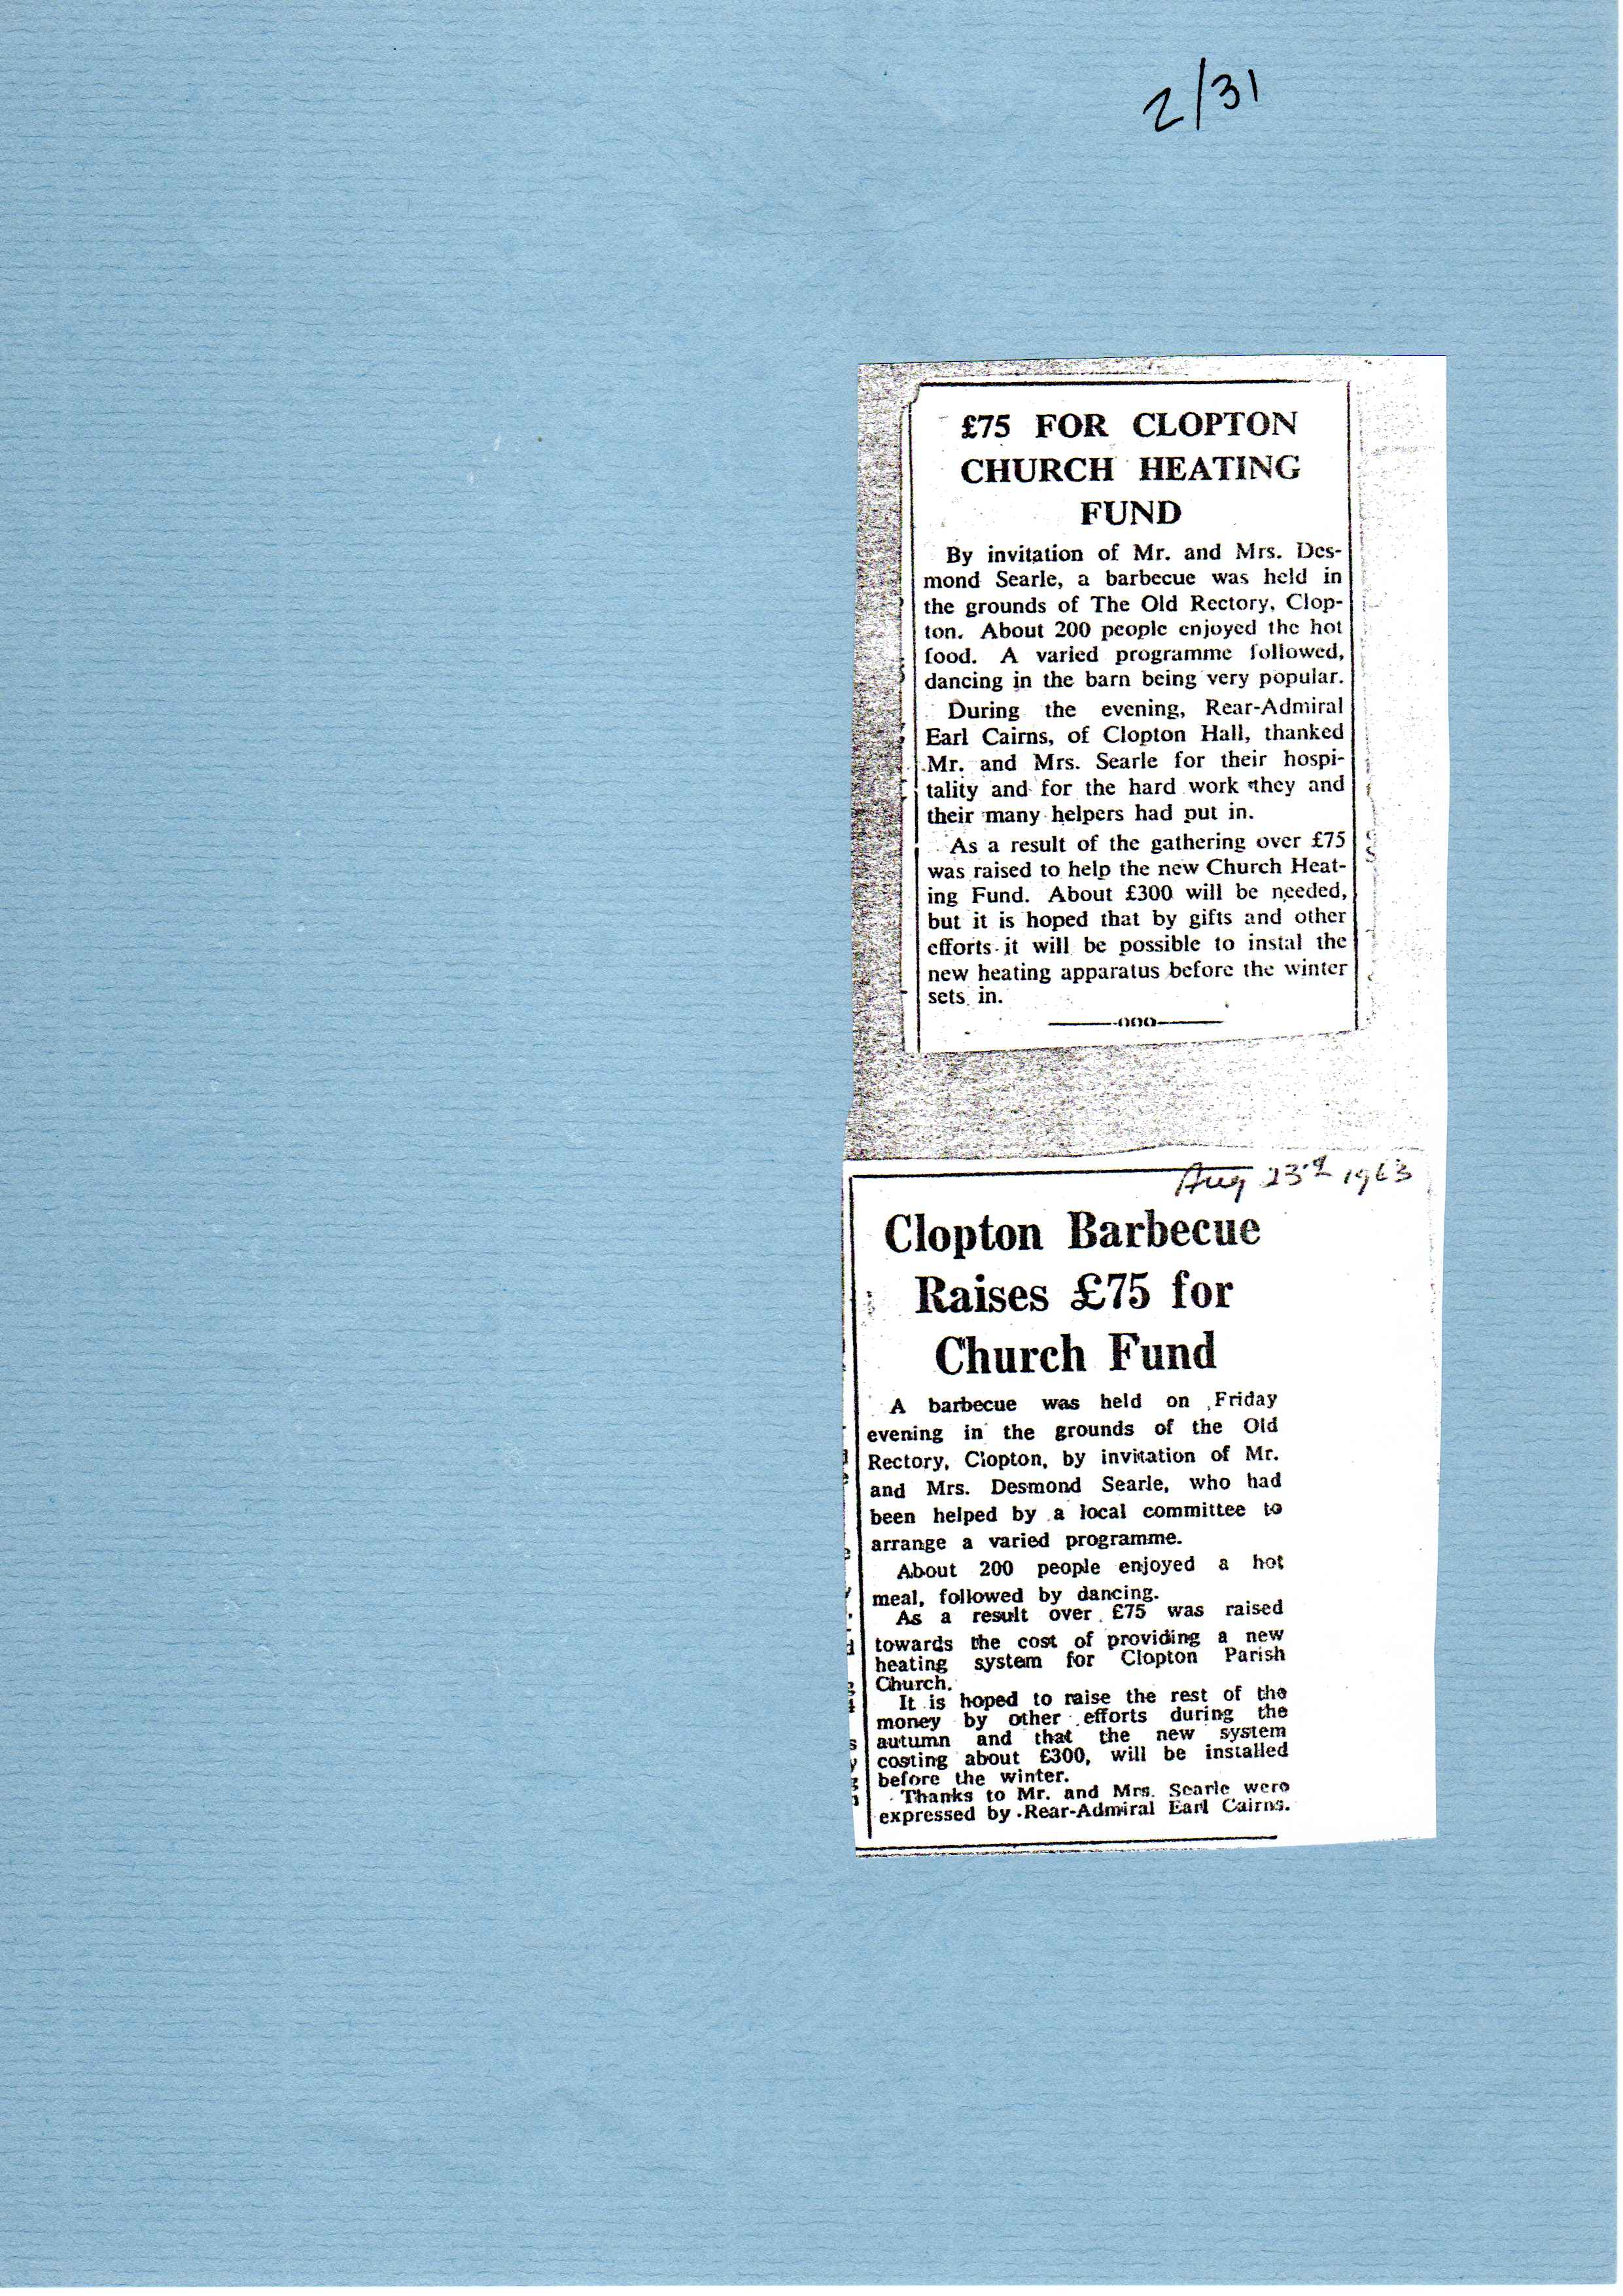 2/31
£75 FOR CLOPTON
CHURCH HEATING
FUND
By invitation of Mr. and Mrs. Des-
mond Searle, a barbecue was held in
the grounds of The Old Rectory, Clop-
ton. About 200 people enjoyed the hot
food. A varied programme followed,
dancing in the barn being very popular.
During the evening, Rear-Admiral
Earl Cairns, of Clopton Hall, thanked
Mr. and Mrs. Searle for their hospi-
tality and for the hard work they and
their many helpers had put in.
As a result of the gathering over £75
was raised to help the new Church Heat-
ing Fund. About £300 will be needed,
but it is hoped that by gifts and other
efforts it will be possible to instal the
new heating apparatus before the winter
sets in.
Aug 23rd 1963
Clopton Barbecue
Raises £75 for
Church Fund
A barbecue was held on Friday
evening in the grounds of the Old
Rectory, Clopton, by invitation of Mr.
and Mrs. Desmond Searle, who had
been helped by a local committee to
arrange a varied programme.
About 200 people enjoyed a hot
meal, followed by dancing.
As a result over £75 was raised
towards the cost of providing a new
heating system for Clopton Parish
Church.
It is hoped to raise the rest of the
money by other efforts during the
autumn and that the new system
costing about £300, will be installed
before the winter.
Thanks to Mr. and Mrs. Searle were
expressed by Rear-Admiral Earl Cairns.